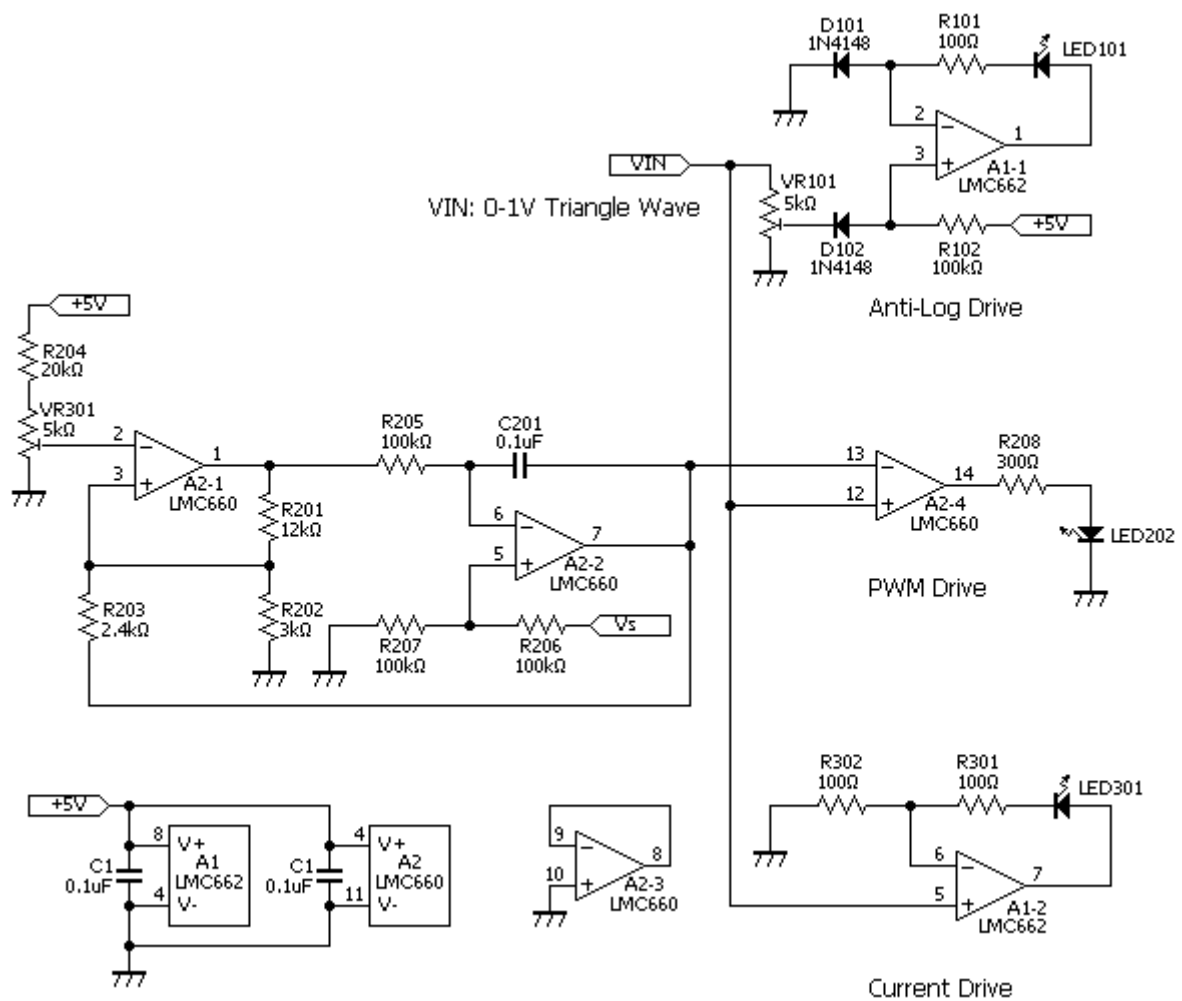 D101
1N4148
R101
100Ω
LED101
2
3
1
A1-1
LMC662
VIN
VR101
5kΩ
VIN: 0-1V Triangle Wave
D102
1N4148
R102
100kΩ
+5V
Anti-Log Drive
+5V
R204
20kΩ
VR301
5kΩ
2
3
1
A2-1
LMC660
R205
100kΩ
C201
0.1uF
R201
12kΩ
6
5
7
A2-2
LMC660
R203
2.4kΩ
R202
3kΩ
R207
100kΩ
R206
100kΩ
Vs
13
12
14
A2-4
LMC660
R208
300Ω
LED202
PWM Drive
+5V
C1
0.1uF
8
4
V+
A1
LMC662
V-
C1
0.1uF
4
11
V+
A2
LMC660
V-
9
10
8
A2-3
LMC660
R302
100Ω
R301
100Ω
LED301
6
5
7
A1-2
LMC662
Current Drive